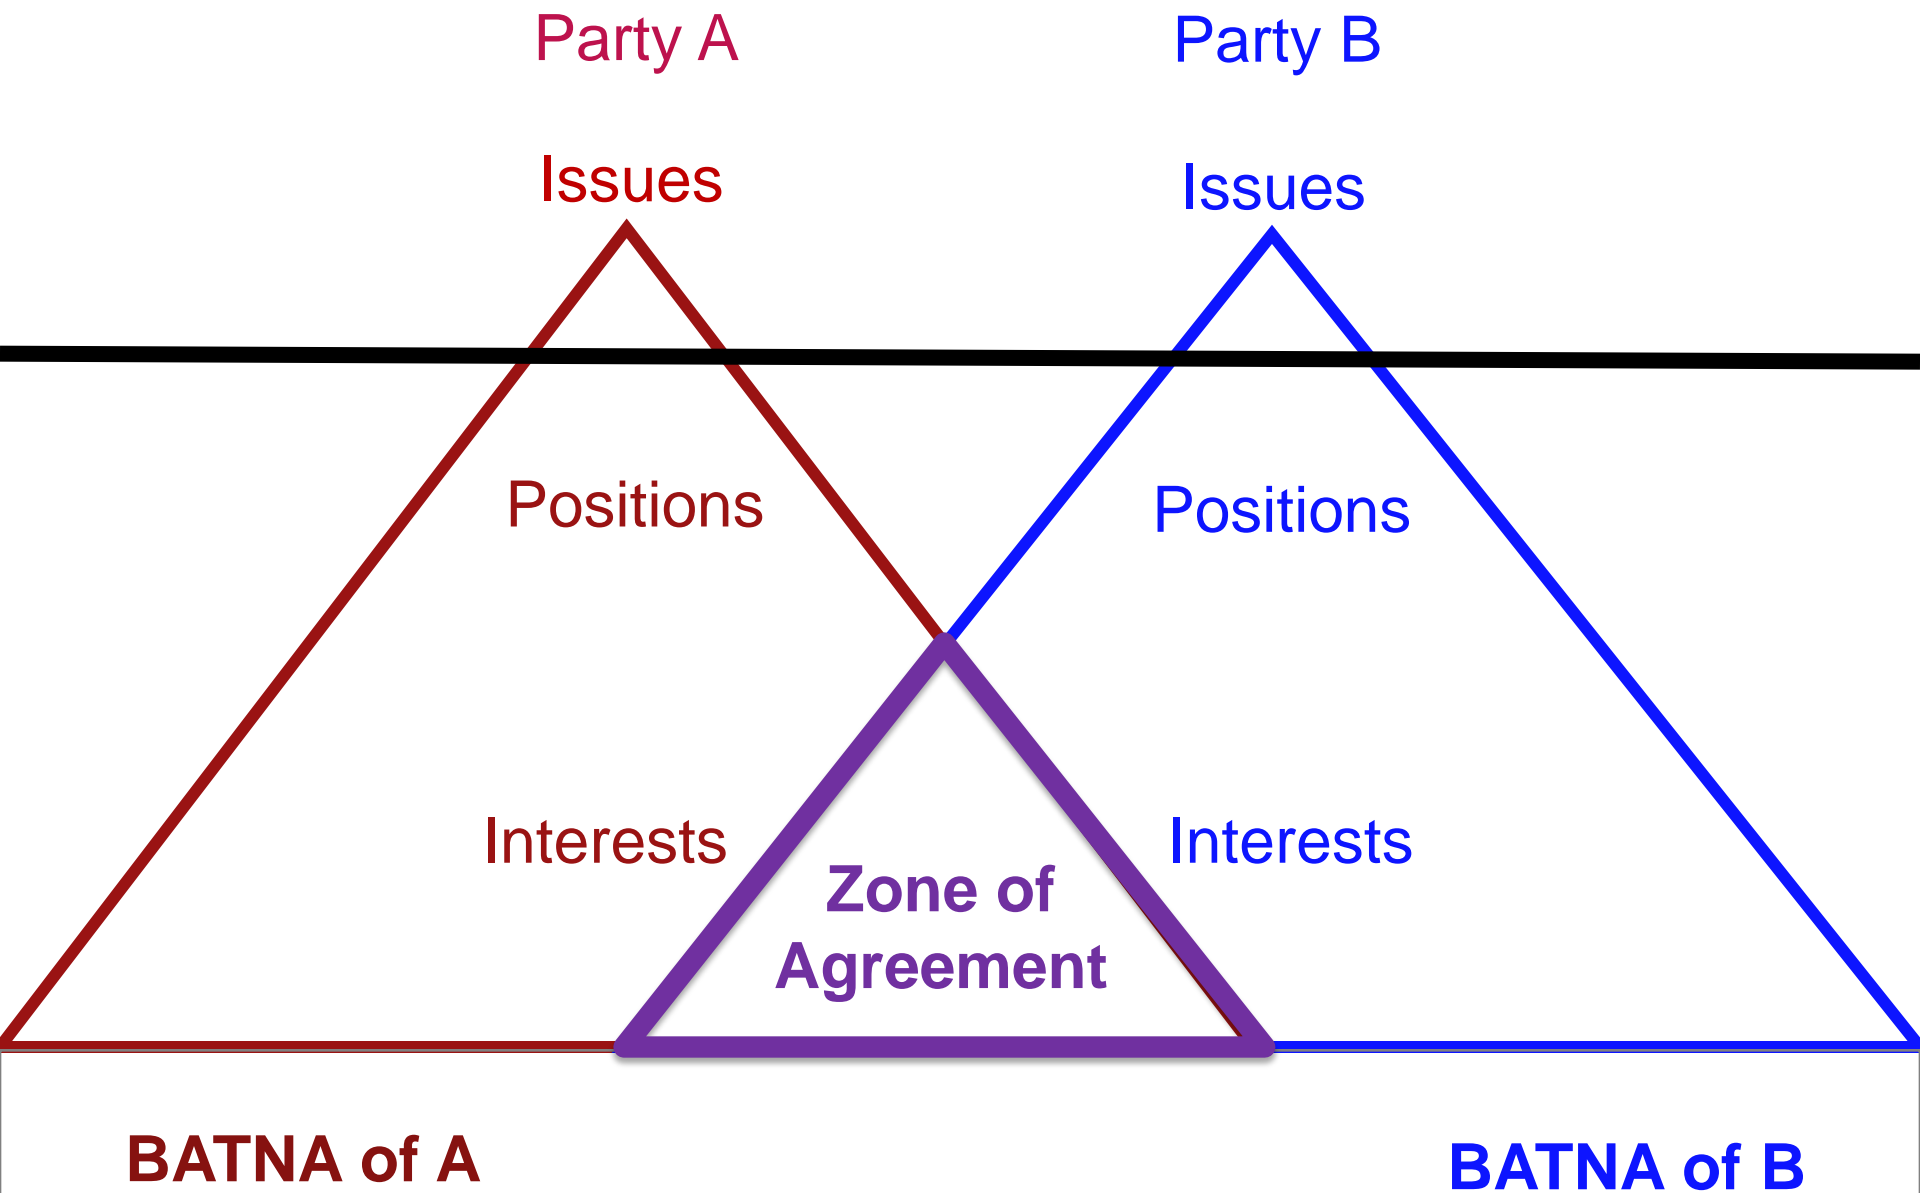 Party A
Party B
Issues
Issues
Positions
Positions
Interests
Interests
Zone of
Agreement
BATNA of A
BATNA of B